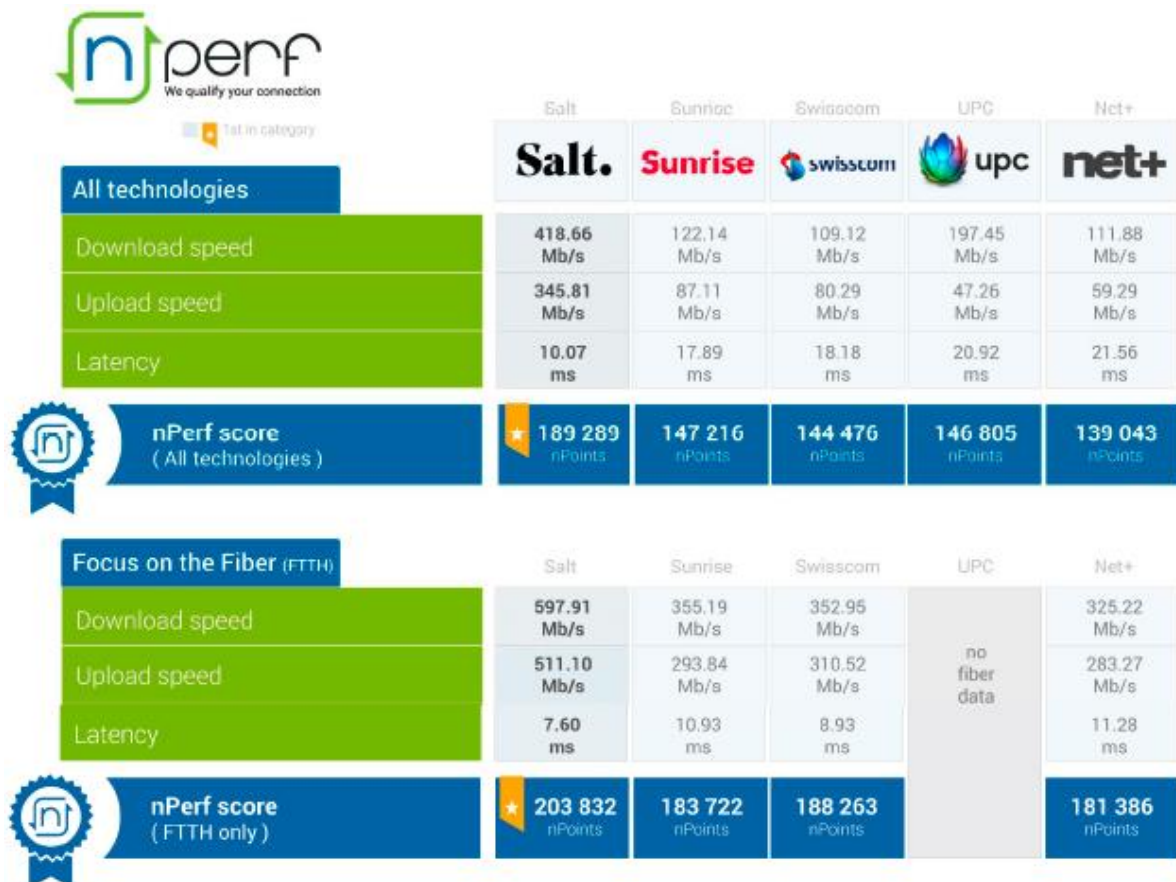 nperf
We qualify your connection
1st in category
Salt Sunrise Swisscom UPC Net+
Salt. Sunrise swisscom upc net+
All technologies
Download speed 418.66 Mb/s 122.14 Mb/s 109.12 Mb/s 197.45 Mb/s 111.88 Mb/s
Upload speed 345.81 Mb/s 87.11 Mb/s 80.29 Mb/s 47.26 Mb/s 59.29 Mb/s
Latency 10.07 ms 17.89 ms 18.18 ms 20.92 ms 21.56 ms
nPerf score
( All technologies )
189 289 147 216 144 476 146 805 139 043
nPoints nPoints nPoints nPoints nPoints
Focus on the Fiber (FTTH) Salt Sunrise Swisscom UPC Net+
Download speed 597.91 Mb/s 355.19 Mb/s 352.95 Mb/s 325.22 Mb/s
Upload speed 511.10 Mb/s 293.84 Mb/s 310.52 Mb/s no fiber data 283.27 Mb/s
Latency 7.60 ms 10.93 ms 8.93 ms 11.28 ms
nPerf score
( FTTH only )
203 832 183 722 188 263 181 386
nPoints nPoints nPoints nPoints